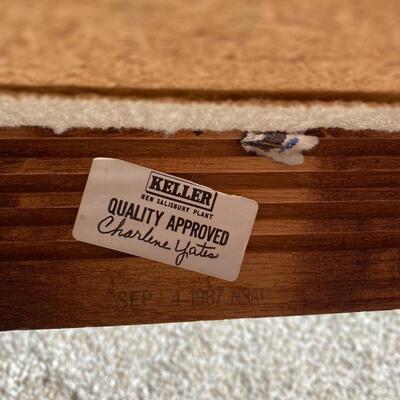 KELLER
NEW SALISBURY PLANT
QUALITY APPROVED
Charlene Yates
SEP 4 1987